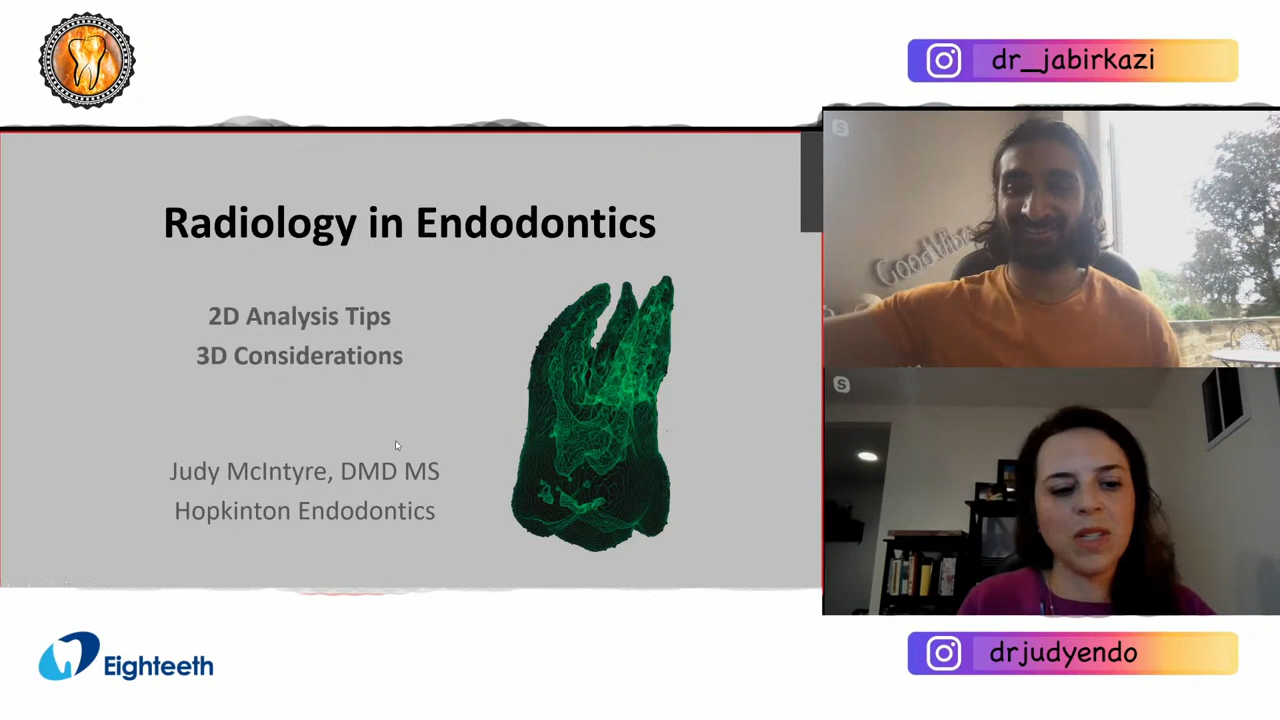 dr_jabirkazi
Radiology in Endodontics
2D Analysis Tips
3D Considerations
Judy McIntyre, DMD MS
Hopkinton Endodontics
Eighteeth
drjudyendo